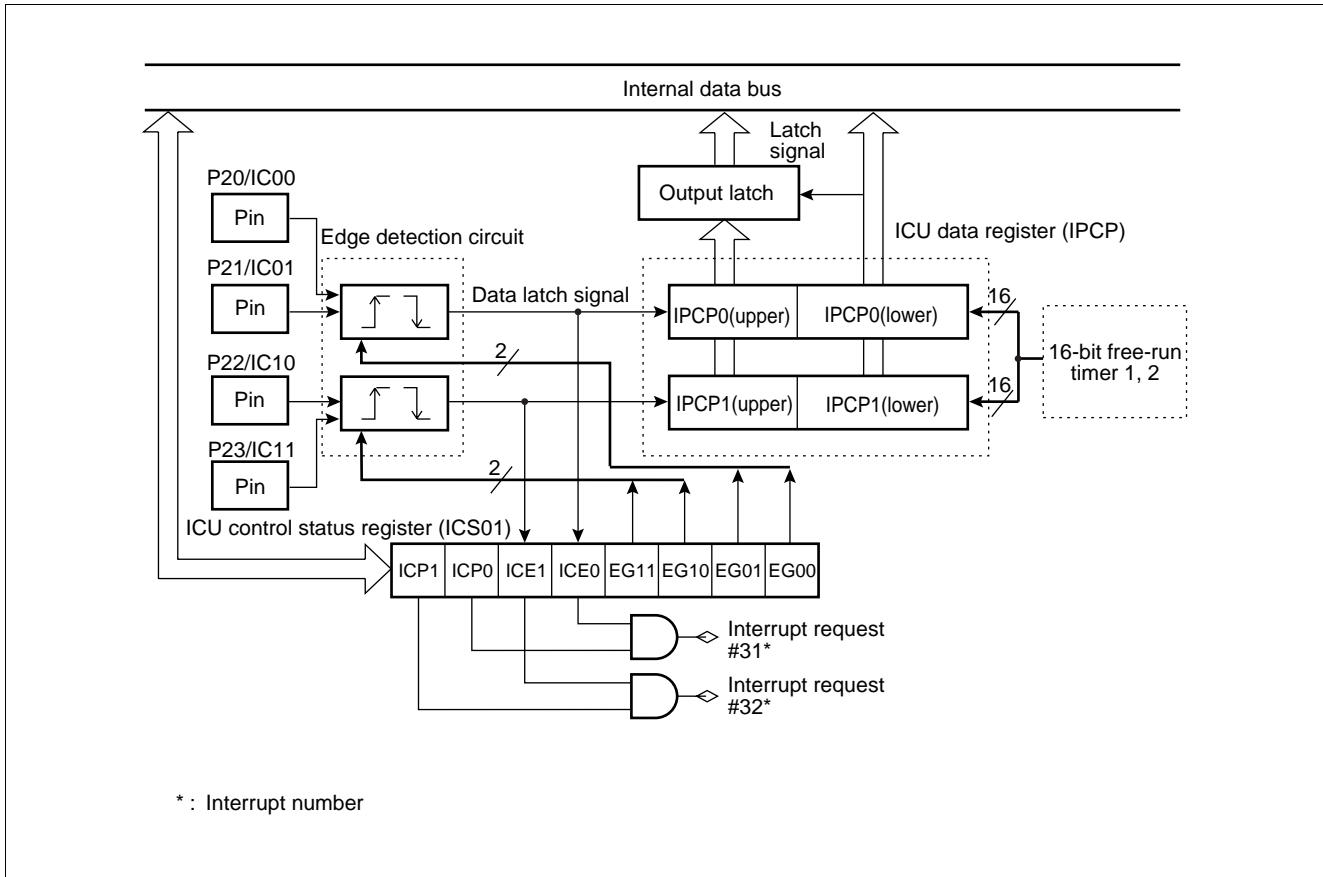 Internal data bus
Latch
signal
P20/IC00
Pin
Output latch
Edge detection circuit
ICU data register (IPCP)
P21/IC01
Pin
Data latch signal
IPCP0(upper)
IPCP0(lower)
16
2
16-bit free-run
timer 1, 2
P22/IC10
Pin
IPCP1(upper)
IPCP1(lower)
16
P23/IC11
Pin
2
ICU control status register (ICS01)
ICP1 ICP0 ICE1 ICE0 EG11 EG10 EG01 EG00
Interrupt request
#31*
Interrupt request
#32*
* : Interrupt number